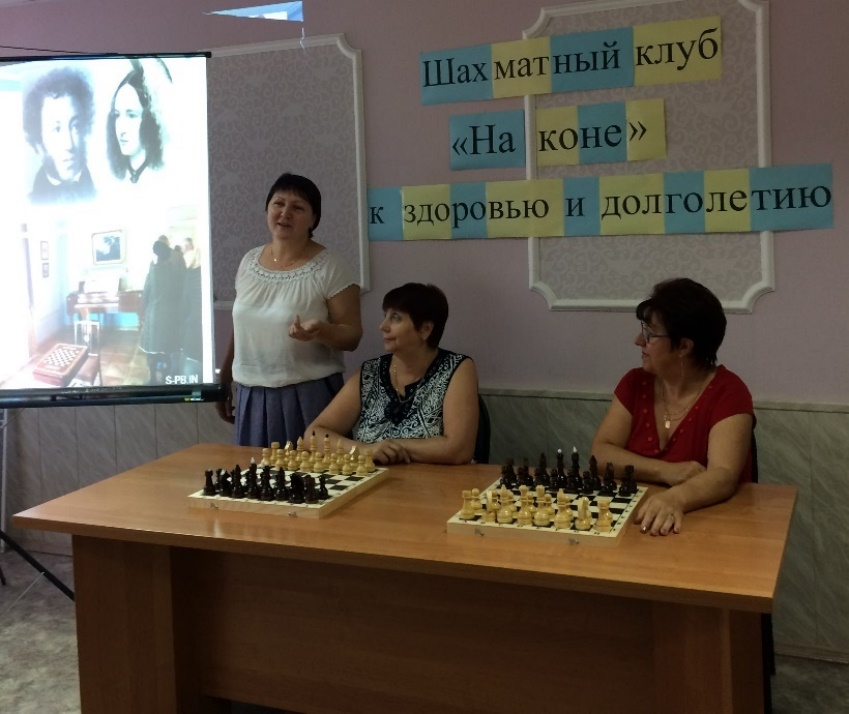 Шахматный клуб
«На коне»
к здоровью и долголетию
S-PB.IN